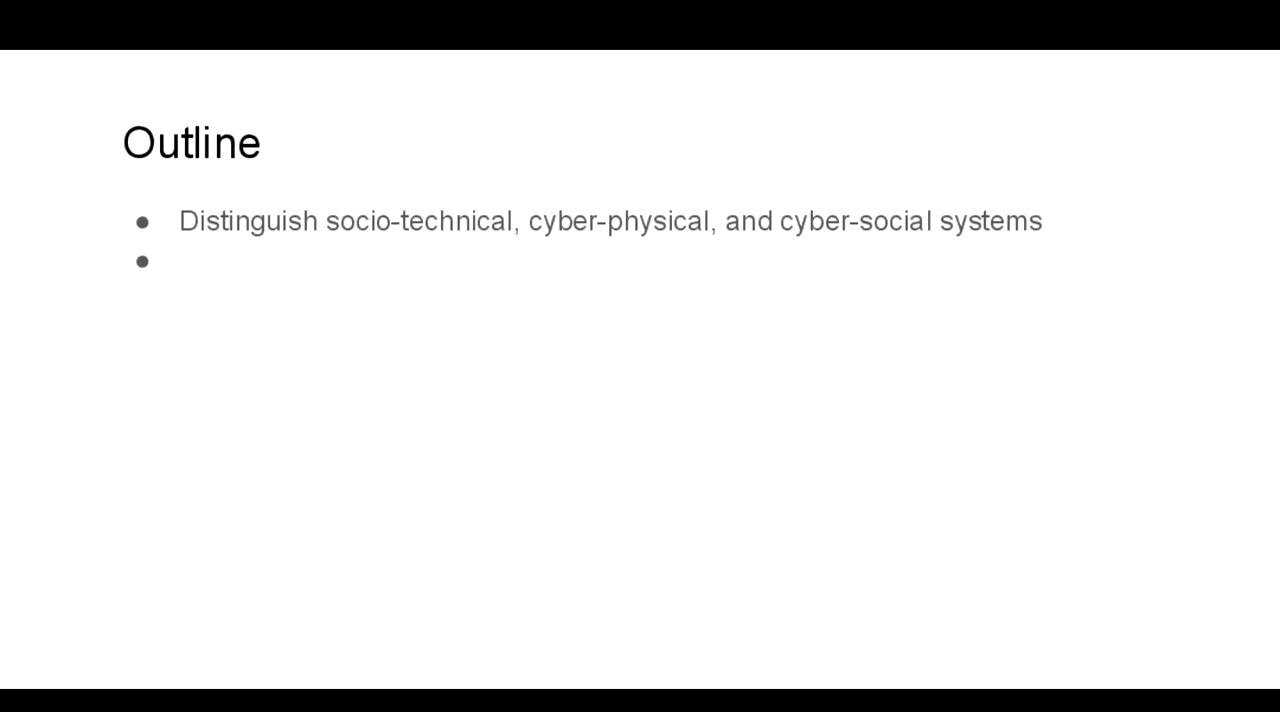 Outline
● Distinguish socio-technical, cyber-physical, and cyber-social systems
●